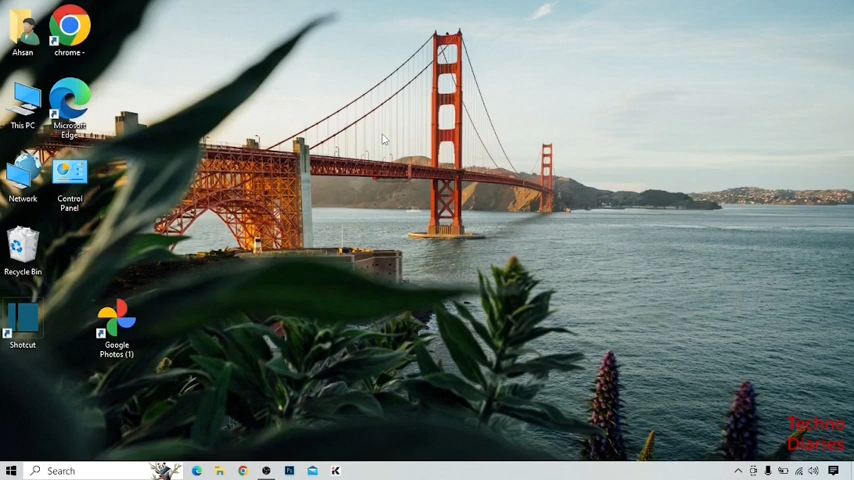 Ahsan
chrome -
This PC
Microsoft
Edge
Network
Control
Panel
Recycle Bin
Shotcut
Google
Photos (1)
Techno
Diaries
Search